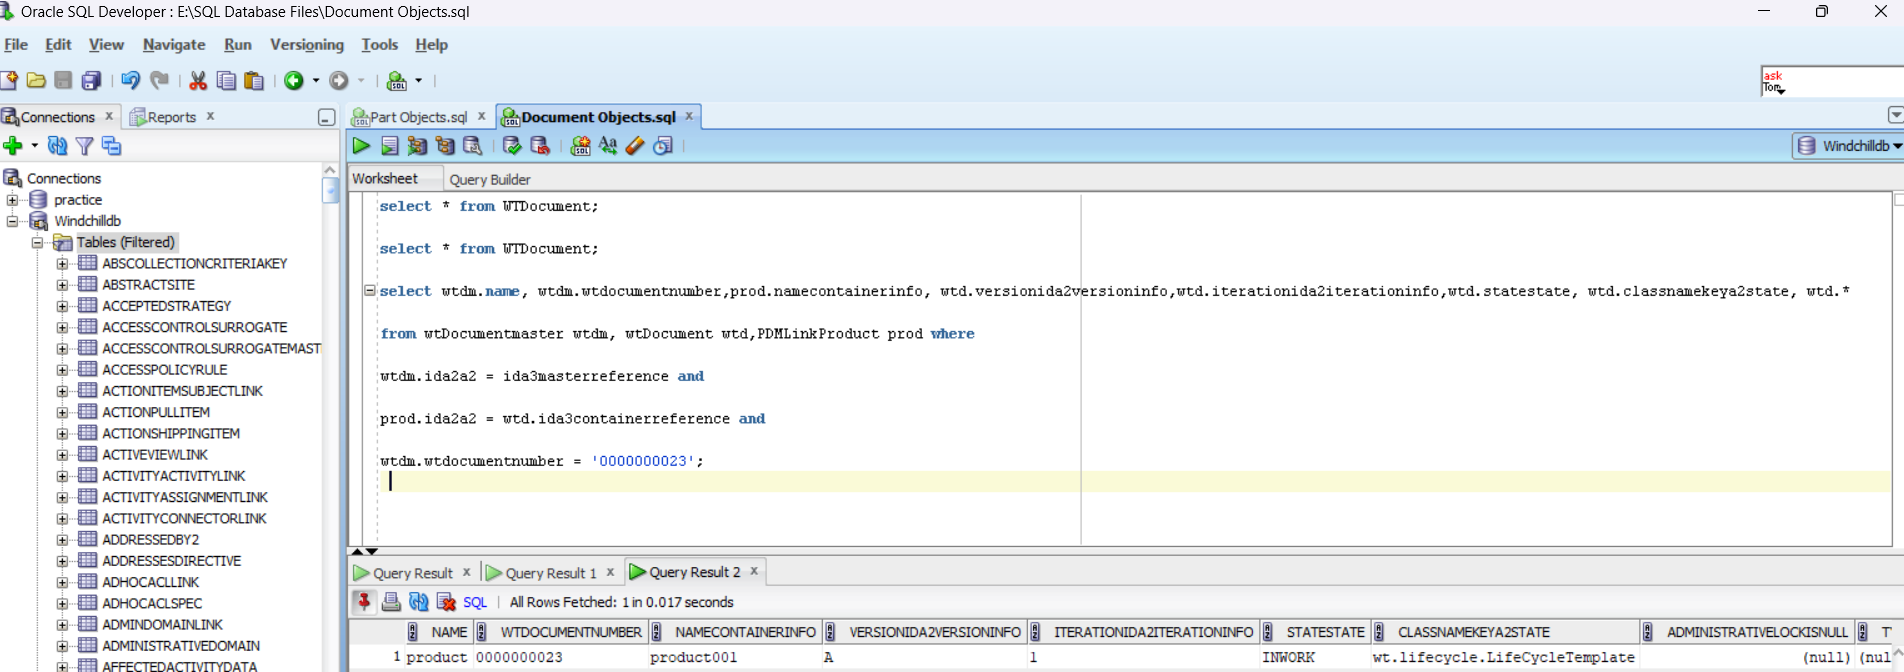 Oracle SQL Developer : E:\SQL Database Files\Document Objects.sql
File Edit View Navigate Run Versioning Tools Help
ask
Tom
Connections x Reports x
Part Objects.sql x Document Objects.sql x
Windchilldb
Worksheet Query Builder
Connections
practice
Windchilldb
Tables (Filtered)
ABSCOLLECTIONCRITERIAKEY
ABSTRACTSITE
ACCEPTEDSTRATEGY
ACCESSCONTROLSURROGATE
ACCESSCONTROLSURROGATEMAST
ACCESSPOLICYRULE
ACTIONITEMSUBJECTLINK
ACTIONPULLITEM
ACTIONSHIPPINGITEM
ACTIVEVIEWLINK
ACTIVITYACTIVITYLINK
ACTIVITYASSIGNMENTLINK
ACTIVITYCONNECTORLINK
ADDRESSEDBY2
ADDRESSESDIRECTIVE
ADHOCACLLINK
ADHOCACLSPEC
ADMINDOMAINLINK
ADMINISTRATIVEDOMAIN
AFFECTEDACTIVITYDATA
select * from WTDocument;
select * from WTDocument;
select wtdm.name, wtdm.wtdocumentnumber,prod.namecontainerinfo, wtd.versionida2versioninfo,wtd.iterationida2iterationinfo,wtd.statestate, wtd.classnamekeya2state, wtd.*
from wtDocumentmaster wtdm, wtDocument wtd,PDMLinkProduct prod where
wtdm.ida2a2 = ida3masterreference and
prod.ida2a2 = wtd.ida3containerreference and
wtdm.wtdocumentnumber = '0000000023';
Query Result x Query Result 1 x Query Result 2 x
SQL | All Rows Fetched: 1 in 0.017 seconds
NAME WTDOCUMENTNUMBER NAMECONTAINERINFO VERSIONIDA2VERSIONINFO ITERATIONIDA2ITERATIONINFO STATESTATE CLASSNAMEKEYA2STATE ADMINISTRATIVELOCKISNULL T
1 product 0000000023 product001 A 1 INWORK wt.lifecycle.LifeCycleTemplate (null) (nul